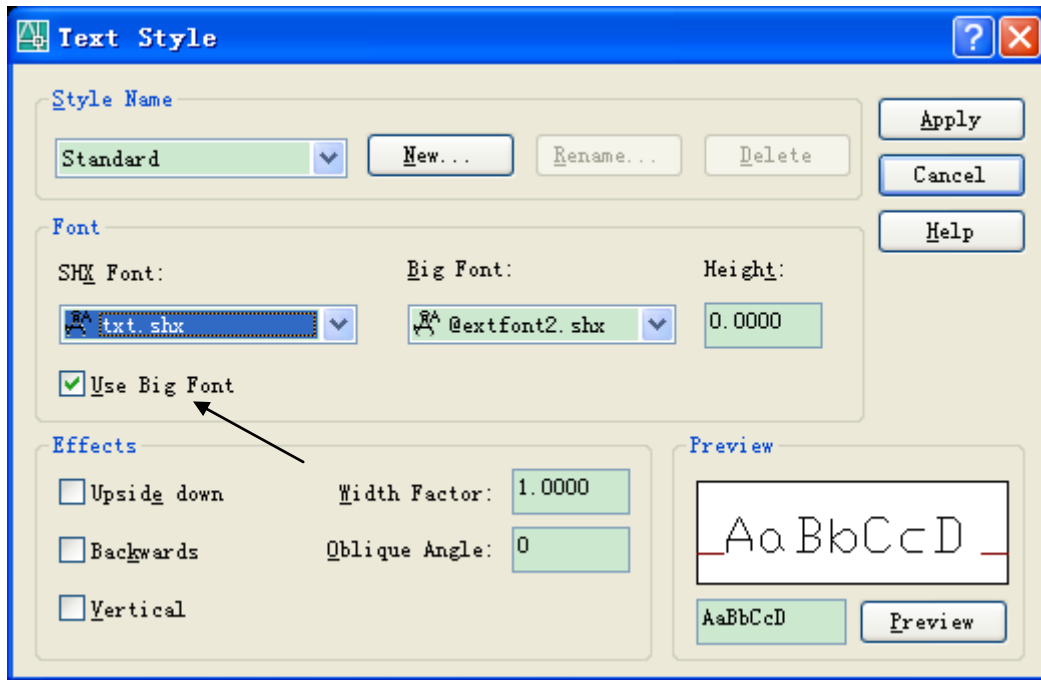 Text Style
Style Name
Standard
New...
Rename...
Delete
Apply
Cancel
Help
Font
SHX Font:
Big Font:
Height:
txt.shx
@extfont2.shx
0.0000
Use Big Font
Effects
Upside down
Width Factor:
1.0000
Backwards
Oblique Angle:
0
Vertical
Preview
AaBbCcD
AaBbCcD
Preview